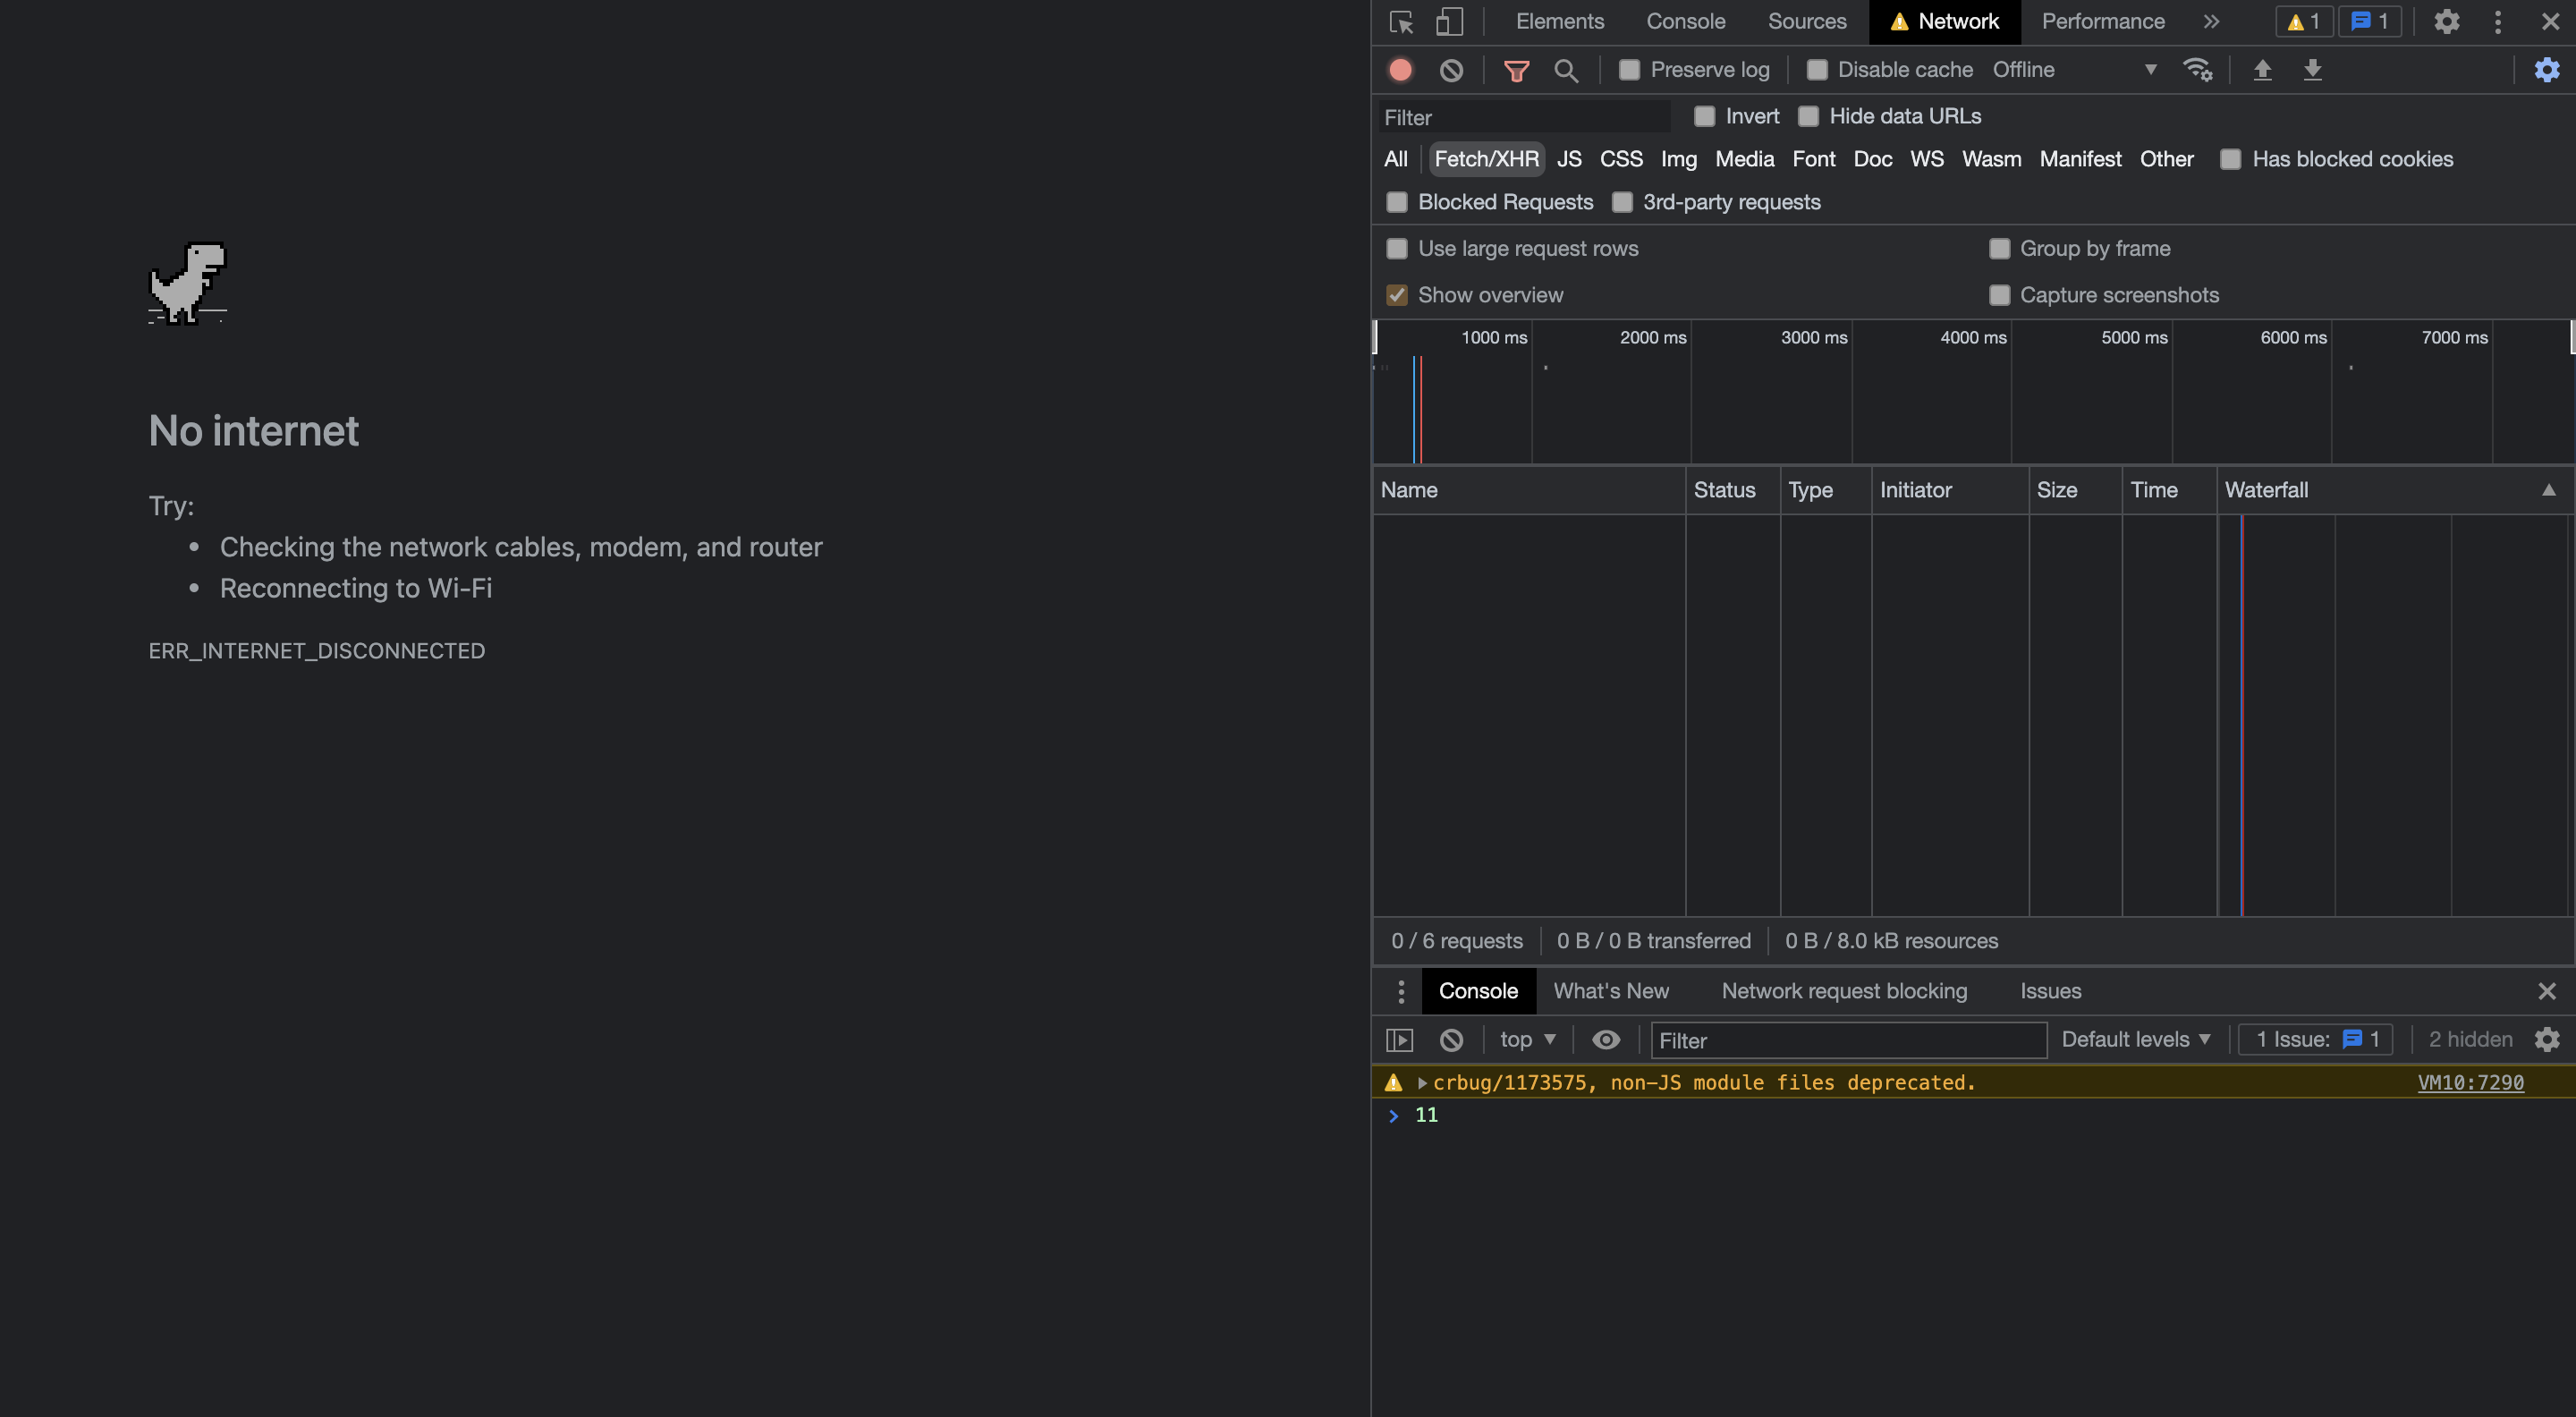 No internet
Try:
• Checking the network cables, modem, and router
• Reconnecting to Wi-Fi
ERR_INTERNET_DISCONNECTED
Elements Console Sources Network Performance » 1 1
Preserve log Disable cache Offline
Filter Invert Hide data URLs
All Fetch/XHR JS CSS Img Media Font Doc WS Wasm Manifest Other Has blocked cookies
Blocked Requests 3rd-party requests
Use large request rows Group by frame
Show overview Capture screenshots
1000 ms 2000 ms 3000 ms 4000 ms 5000 ms 6000 ms 7000 ms
Name Status Type Initiator Size Time Waterfall
0 / 6 requests 0 B / 0 B transferred 0 B / 8.0 kB resources
Console What's New Network request blocking Issues
top Filter Default levels 1 Issue: 1 2 hidden
crbug/1173575, non-JS module files deprecated. VM10:7290
> 11